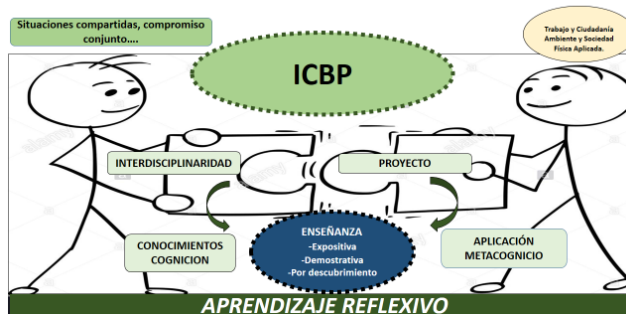 Situaciones compartidas, compromiso
conjunto....
Trabajo y Ciudadanía
Ambiente y Sociedad
Física Aplicada.
ICBP
INTERDISCIPLINARIDAD
PROYECTO
CONOCIMIENTOS
COGNICION
ENSEÑANZA
-Expositiva
-Demostrativa
-Por descubrimiento
APLICACIÓN
METACOGNICIO
APRENDIZAJE REFLEXIVO